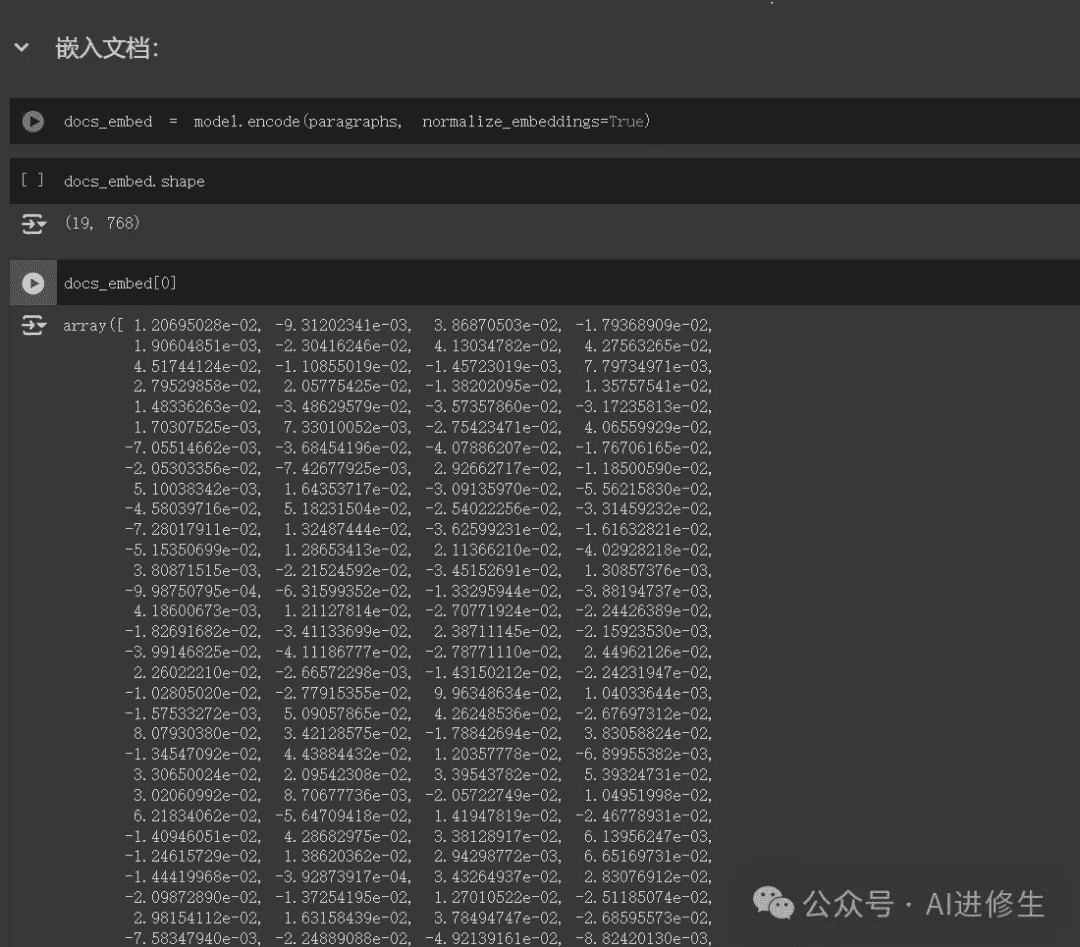 嵌入文档：
docs_embed = model.encode(paragraphs, normalize_embeddings=True)
[ ] docs_embed.shape
(19, 768)
docs_embed[0]
array([ 1.20695028e-02, -9.31202341e-03, 3.86870503e-02, -1.79368909e-02,
1.90604851e-03, -2.30416246e-02, 4.13034782e-02, 4.27563265e-02,
4.51744124e-02, -1.10855019e-02, -1.45723019e-03, 7.79734971e-03,
2.79529858e-02, 2.05775425e-02, -1.38202095e-02, 1.35757541e-02,
1.48336263e-02, -3.48629579e-02, -3.57357860e-02, -3.17235813e-02,
1.70307525e-03, 7.33010052e-03, -2.75423471e-02, 4.06559929e-02,
-7.05514662e-03, -3.68454196e-02, -4.07886207e-02, -1.76706165e-02,
-2.05303356e-02, -7.42677925e-03, 2.92662717e-02, -1.18500590e-02,
5.10038342e-03, 1.64353717e-02, -3.09135970e-02, -5.56215830e-02,
-4.58039716e-02, 5.18231504e-02, -2.54022256e-02, -3.31459232e-02,
-7.28017911e-02, 1.32487444e-02, -3.62599231e-02, -1.61632821e-02,
-5.15350699e-02, 1.28653413e-02, 2.11366210e-02, -4.02928218e-02,
3.80871515e-03, -2.21524592e-02, -3.45152691e-02, 1.30857376e-03,
-9.98750795e-04, -6.31599352e-02, -1.33295944e-02, -3.88194737e-03,
4.18600673e-03, 1.21127814e-02, -2.70771924e-02, -2.24426389e-02,
-1.82691682e-02, -3.41133699e-02, 2.38711145e-02, -2.15923530e-03,
-3.99146825e-02, -4.11186777e-02, -2.78771110e-02, 2.44962126e-02,
2.26022210e-02, -2.66572298e-03, -1.43150212e-02, -2.24231947e-02,
-1.02805020e-02, -2.77915355e-02, 9.96348634e-02, 1.04033644e-03,
-1.57533272e-03, 5.09057865e-02, 4.26248536e-02, -2.67697312e-02,
8.07930380e-02, 3.42128575e-02, -1.78842694e-02, 3.83058824e-02,
-1.34547092e-02, 4.43884432e-02, 1.20357778e-02, -6.89955382e-03,
3.30650024e-02, 2.09542308e-02, 3.39543782e-02, 5.39324731e-02,
3.02060992e-02, 8.70677736e-03, -2.05722749e-02, 1.04951998e-02,
6.21834062e-02, -5.64709418e-02, 1.41947819e-02, -2.46778931e-02,
-1.40946051e-02, 4.28682975e-02, 3.38128917e-02, 6.13956247e-03,
-1.24615729e-02, 1.38620362e-02, 2.94298772e-03, 6.65169731e-02,
-1.44419968e-02, -3.92873917e-04, 3.43264937e-02, 2.83076912e-02,
-2.09872890e-02, -1.37254195e-02, 1.27010522e-02, -2.51185074e-02,
2.98154112e-02, 1.63158439e-02, 3.78494747e-02, -2.68595573e-02,
-7.58347940e-03, -2.24889088e-02, -4.92139161e-02, -8.82420130e-03,
公众号 · AI进修生